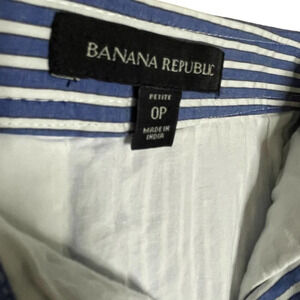 BANANA REPUBLIC
PETITE
0P
MADE IN
INDIA